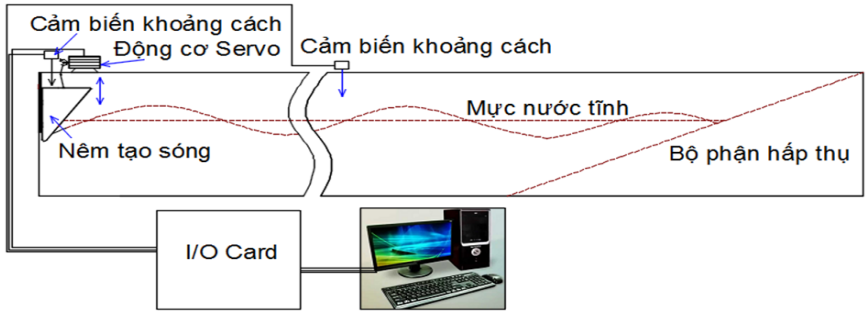 Cảm biến khoảng cách
Động cơ Servo
Cảm biến khoảng cách
Mực nước tĩnh
Nêm tạo sóng
Bộ phận hấp thụ
I/O Card